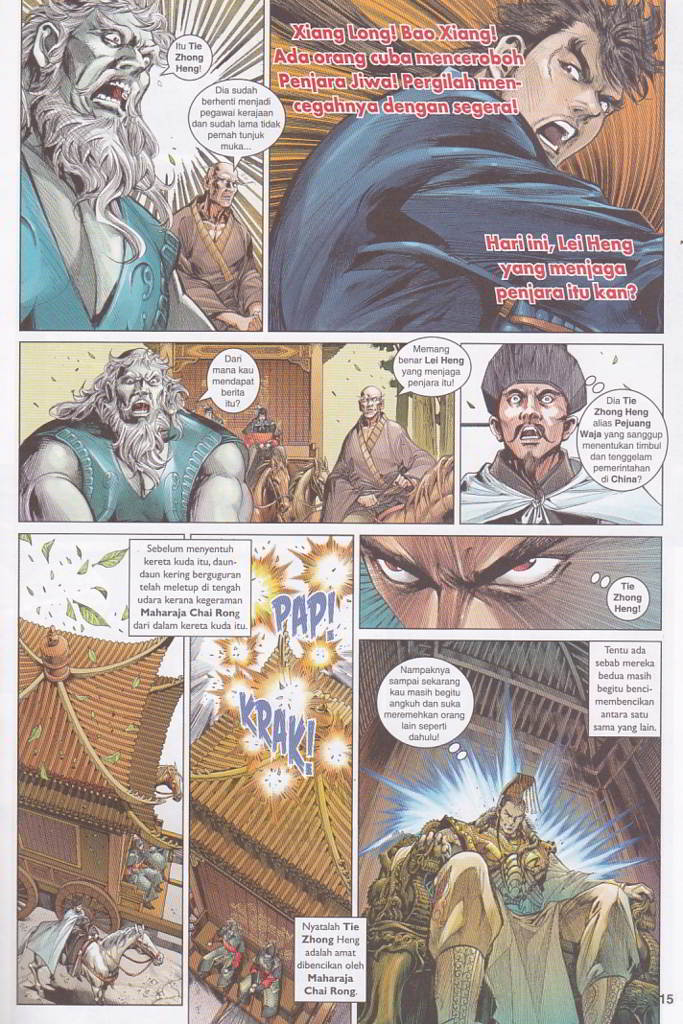 Itu Tie
Zhong
Heng!
Dia sudah
berhenti menjadi
pegawai kerajaan
dan sudah lama tidak
pernah tunjuk
muka...
Xiang Long! Bao Xiang!
Ada orang cuba menceroboh
Penjara Jiwa! Pergilah men-
cegahnya dengan segera!
Hari ini, Lei Heng
yang menjaga
penjara itu kan?
Dari
mana kau
mendapat
berita
itu?
Memang
benar Lei Heng
yang menjaga
penjara itu!
Dia Tie
Zhong Heng
alias Pejuang
Waja yang sanggup
menentukan timbul
dan tenggelam
pemerintahan
di China?
Sebelum menyentuh
kereta kuda itu, daun-
daun kering berguguran
telah meletup di tengah
udara kerana kegeraman
Maharaja Chai Rong
dari dalam kereta kuda itu.
PAP!
KRAK!
Nyatalah Tie
Zhong Heng
adalah amat
dibencikan oleh
Maharaja
Chai Rong.
Tie
Zhong
Heng!
Tentu ada
sebab mereka
bedua masih
begitu benci-
membencikan
antara satu
sama yang lain.
Nampaknya
sampai sekarang
kau masih begitu
angkuh dan suka
meremehkan orang
lain seperti
dahulu!
15